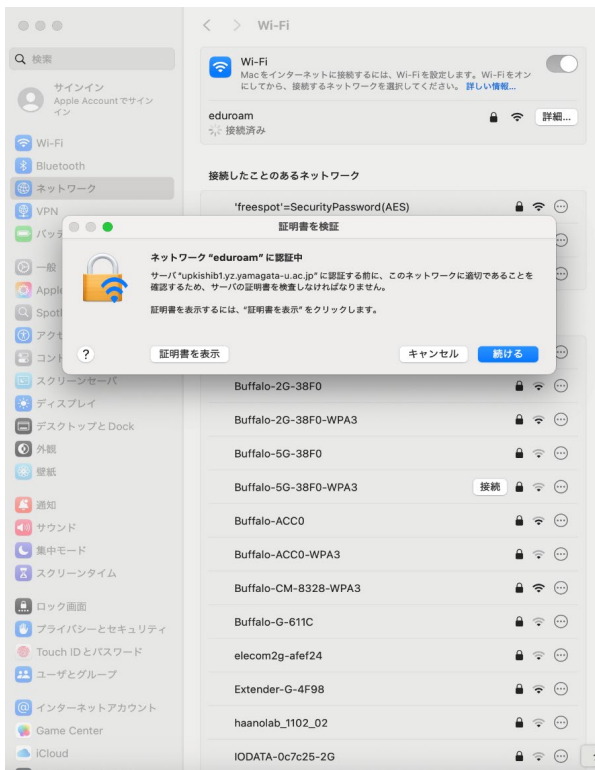 Wi-Fi
検索
サインイン
Apple Accountでサイン
イン
Wi-Fi
Bluetooth
ネットワーク
VPN
バッテ
一般
Apple
Spotl
アクセ
コント
スクリーンセーバ
ディスプレイ
デスクトップとDock
外観
壁紙
通知
サウンド
集中モード
スクリーンタイム
ロック画面
プライバシーとセキュリティ
Touch IDとパスワード
ユーザとグループ
インターネットアカウント
Game Center
iCloud
Wi-Fi
Macをインターネットに接続するには、Wi-Fiを設定します。Wi-Fiをオン
にしてから、接続するネットワークを選択してください。詳しい情報...
eduroam
詳細...
接続済み
接続したことのあるネットワーク
'freespot'=SecurityPassword(AES)
証明書を検証
ネットワーク“eduroam”に認証中
サーバ“upkishib1.yz.yamagata-u.ac.jp”に認証する前に、このネットワークに適切であることを
確認するため、サーバの証明書を検査しなければなりません。
証明書を表示するには、“証明書を表示”をクリックします。
?
証明書を表示
キャンセル
続ける
Buffalo-2G-38F0
Buffalo-2G-38F0-WPA3
Buffalo-5G-38F0
Buffalo-5G-38F0-WPA3
接続
Buffalo-ACC0
Buffalo-ACC0-WPA3
Buffalo-CM-8328-WPA3
Buffalo-G-611C
elecom2g-afef24
Extender-G-4F98
haanolab_1102_02
IODATA-0c7c25-2G